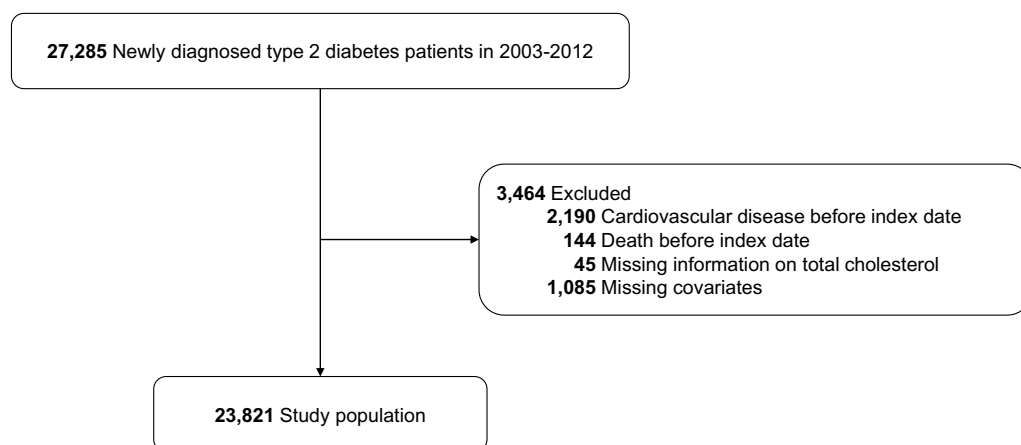 27,285 Newly diagnosed type 2 diabetes patients in 2003-2012
3,464 Excluded
2,190 Cardiovascular disease before index date
144 Death before index date
45 Missing information on total cholesterol
1,085 Missing covariates
23,821 Study population